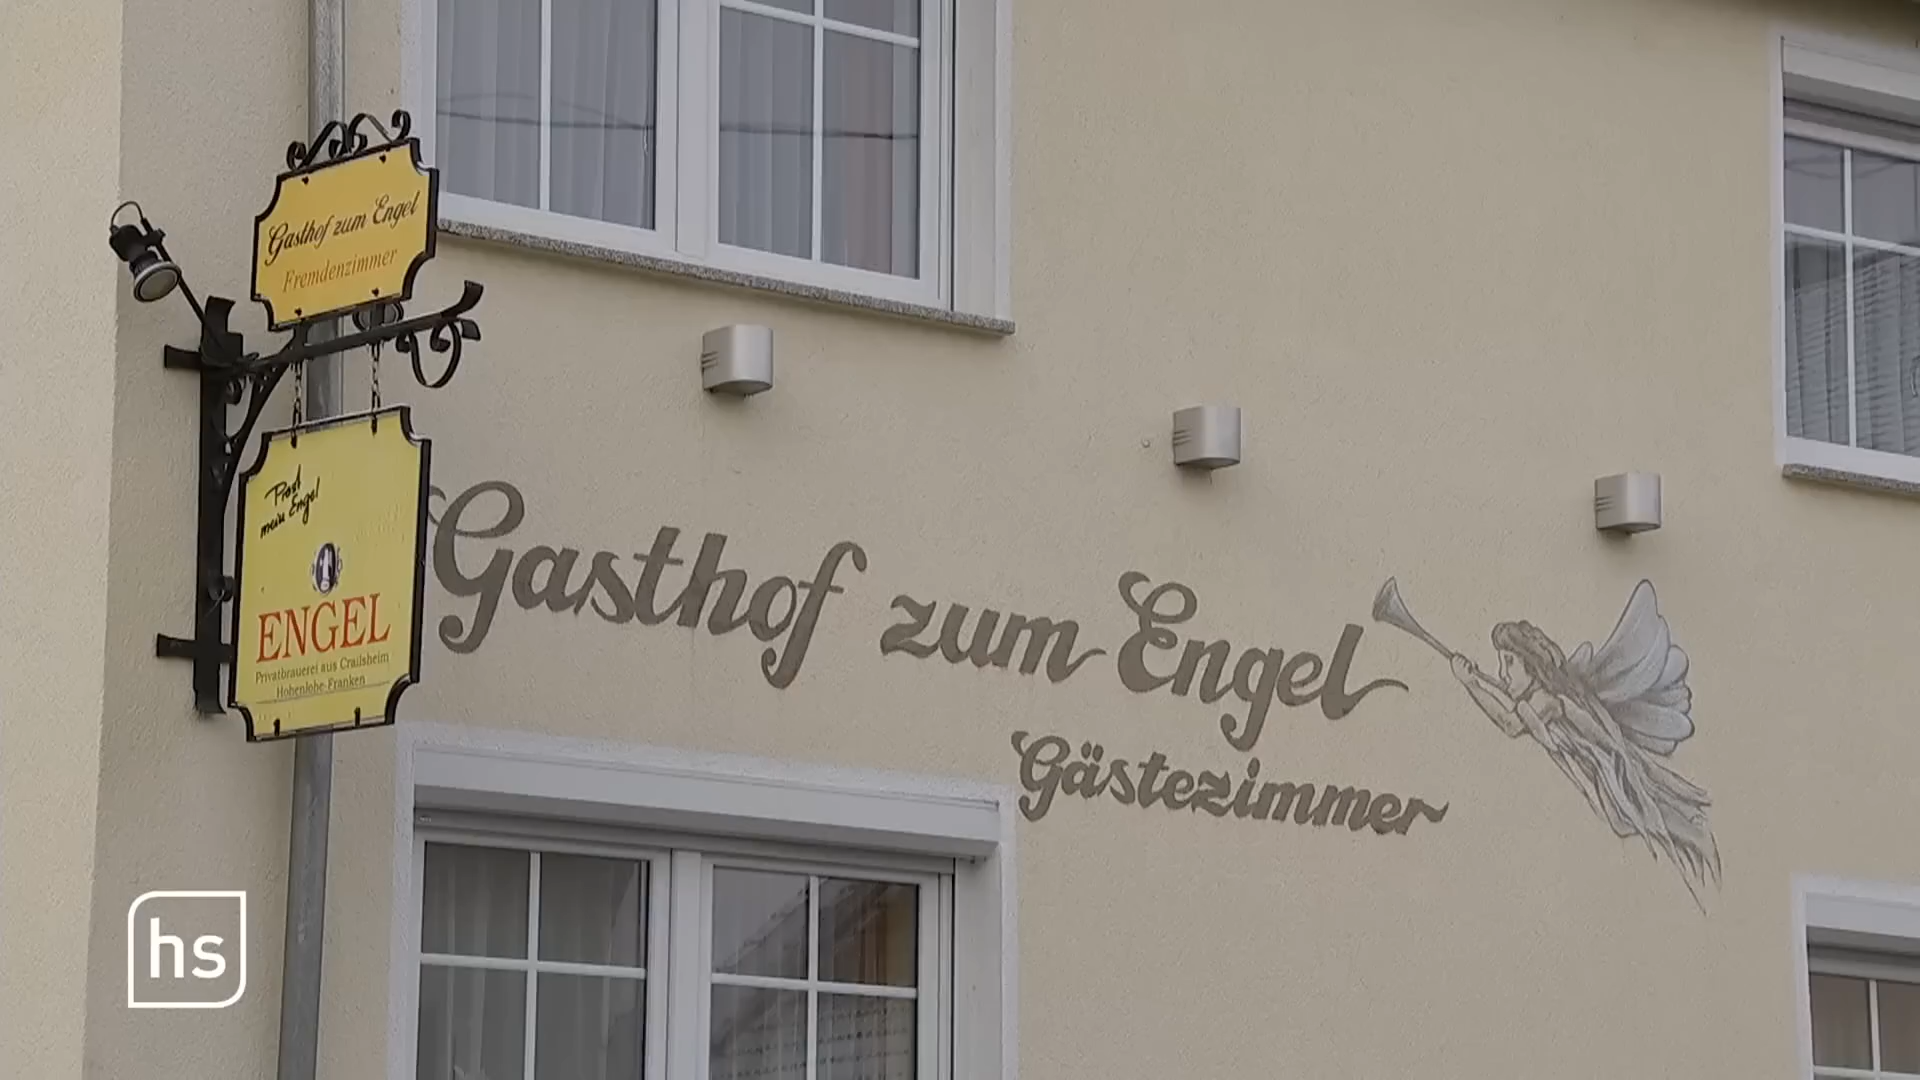 Gasthof zum Engel
Fremdenzimmer
Prost
mein Engel
ENGEL
Privatbrauerei aus Crailsheim
Hohenlohe-Franken
Gasthof zum Engel
Gästezimmer
hs